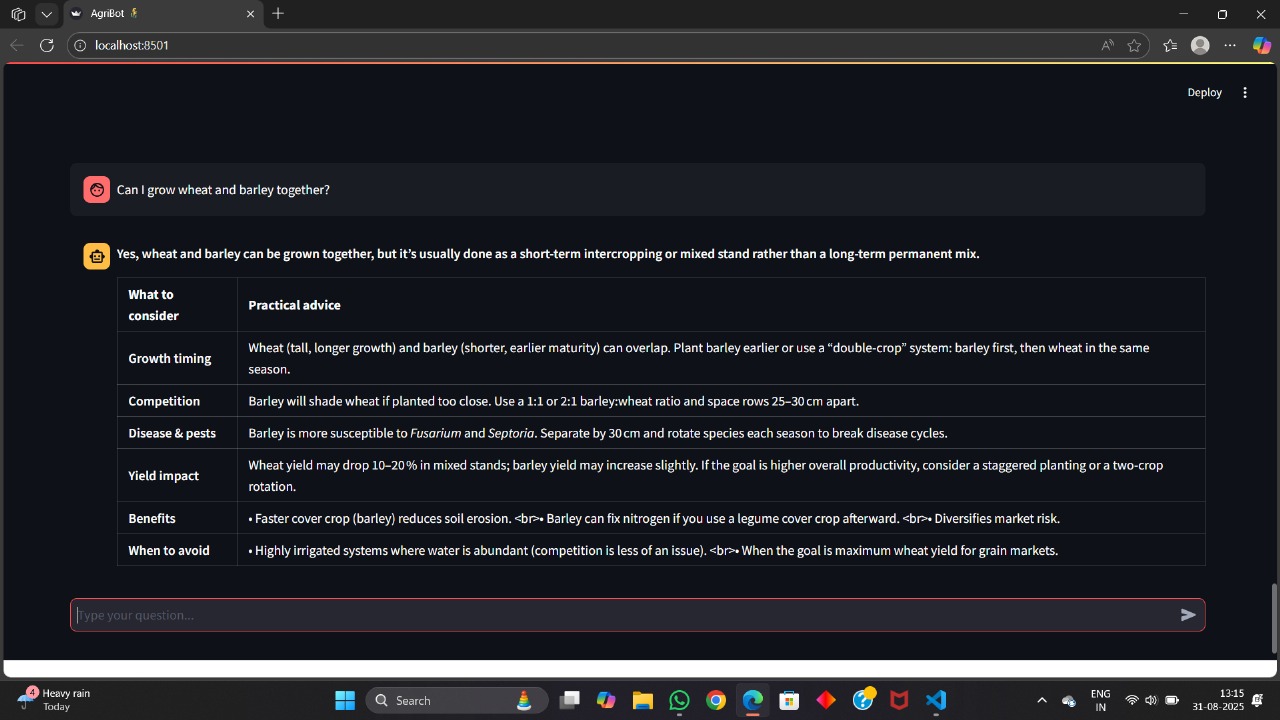 AgriBot
localhost:8501
Deploy
Can I grow wheat and barley together?
Yes, wheat and barley can be grown together, but it’s usually done as a short-term intercropping or mixed stand rather than a long-term permanent mix.
What to
consider
Practical advice
Growth timing
Wheat (tall, longer growth) and barley (shorter, earlier maturity) can overlap. Plant barley earlier or use a “double-crop” system: barley first, then wheat in the same
season.
Competition
Barley will shade wheat if planted too close. Use a 1:1 or 2:1 barley:wheat ratio and space rows 25–30 cm apart.
Disease & pests
Barley is more susceptible to Fusarium and Septoria. Separate by 30 cm and rotate species each season to break disease cycles.
Yield impact
Wheat yield may drop 10–20 % in mixed stands; barley yield may increase slightly. If the goal is higher overall productivity, consider a staggered planting or a two-crop
rotation.
Benefits
• Faster cover crop (barley) reduces soil erosion. <br>• Barley can fix nitrogen if you use a legume cover crop afterward. <br>• Diversifies market risk.
When to avoid
• Highly irrigated systems where water is abundant (competition is less of an issue). <br>• When the goal is maximum wheat yield for grain markets.
Type your question...
4
Heavy rain
Today
Search
ENG
IN
13:15
31-08-2025